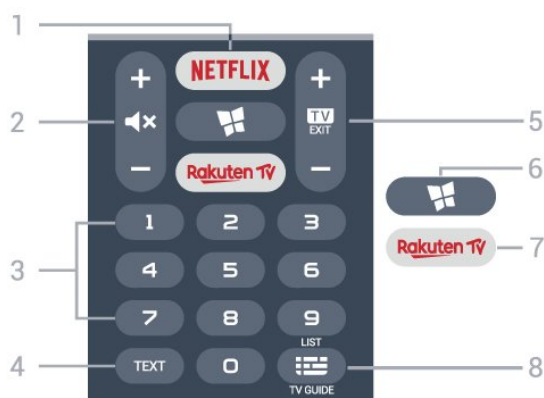 1
NETFLIX
+ +
2
TV
EXIT
5
− −
6
Rakuten TV
Rakuten TV
7
1 2 3
3
4 5 6
7 8 9
LIST
4
TEXT 0
8
TV GUIDE